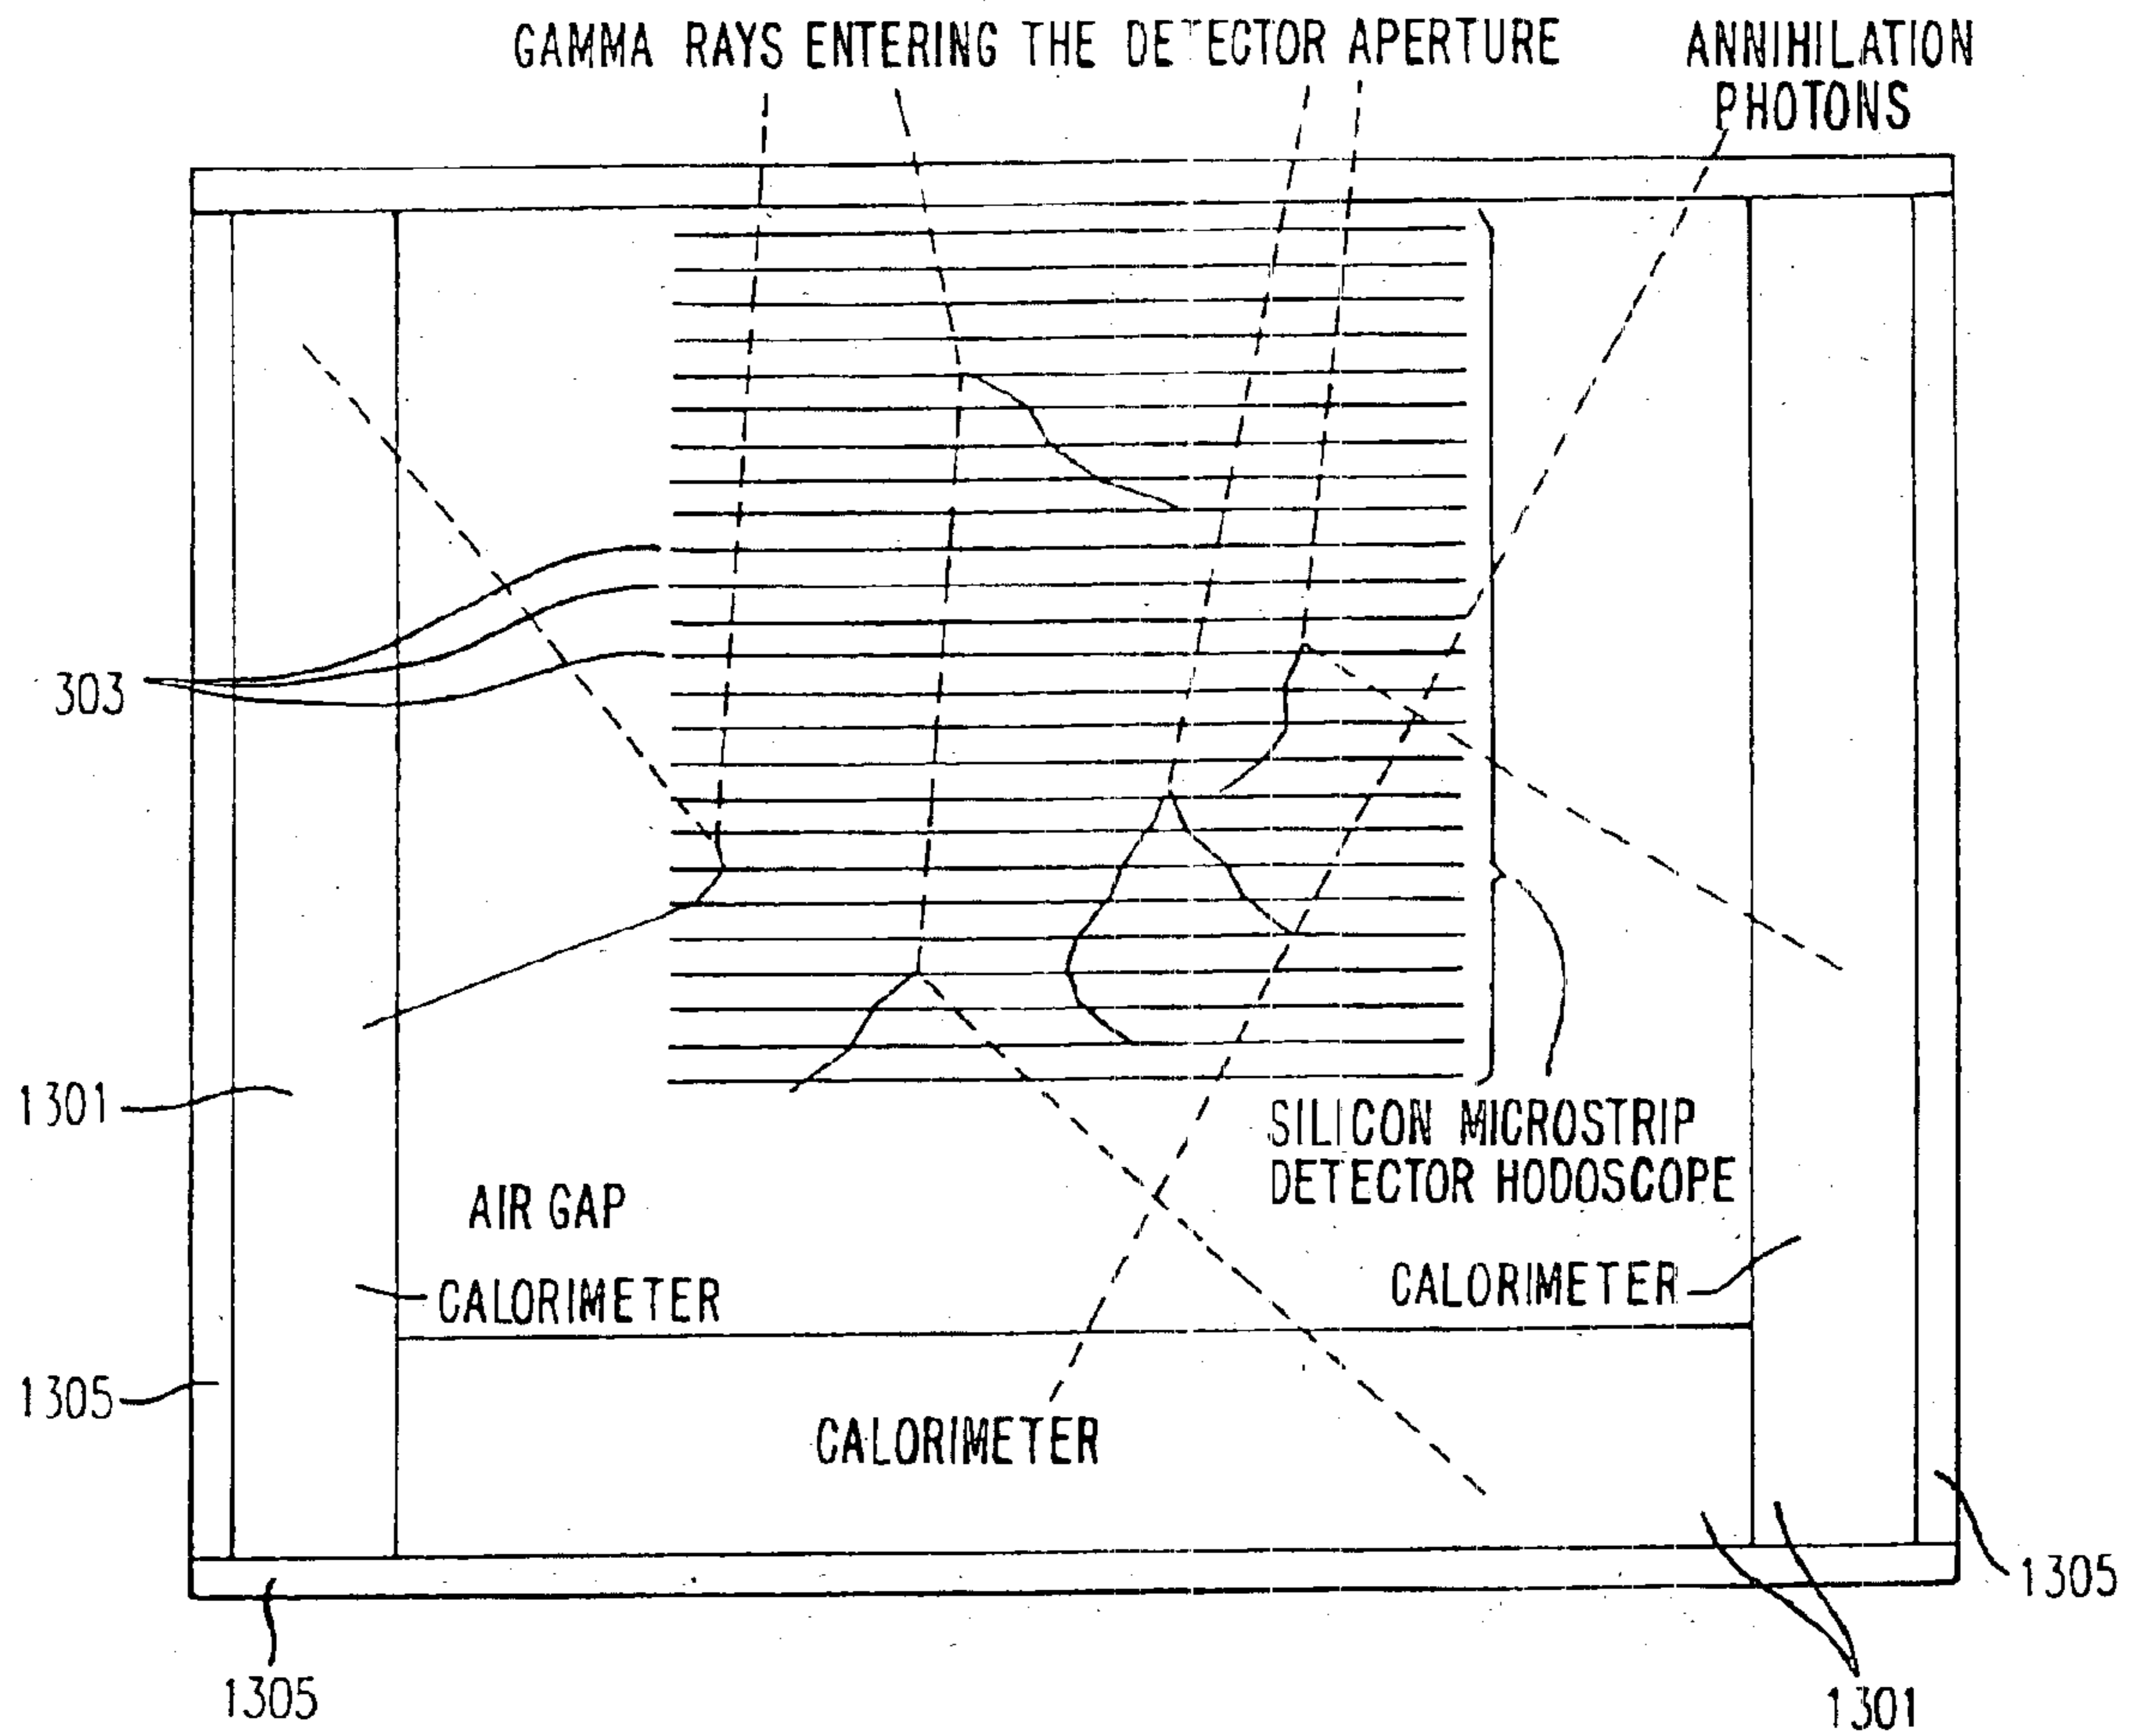 GAMMA RAYS ENTERING THE DETECTOR APERTURE
ANNIHILATION
PHOTONS
303
1301
SILICON MICROSTRIP
DETECTOR HODOSCOPE
AIR GAP
CALORIMETER
CALORIMETER
1305
CALORIMETER
1305
1305
1301